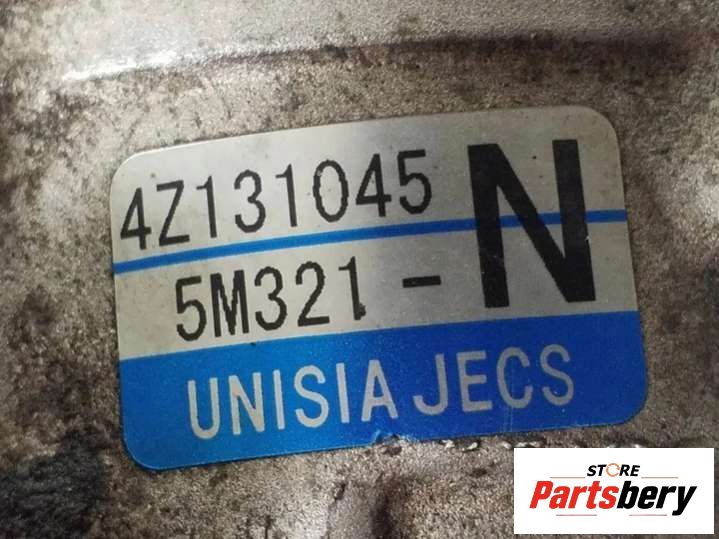 4Z131045
5M321 - N
UNISIA JECS
STORE
Partsbery